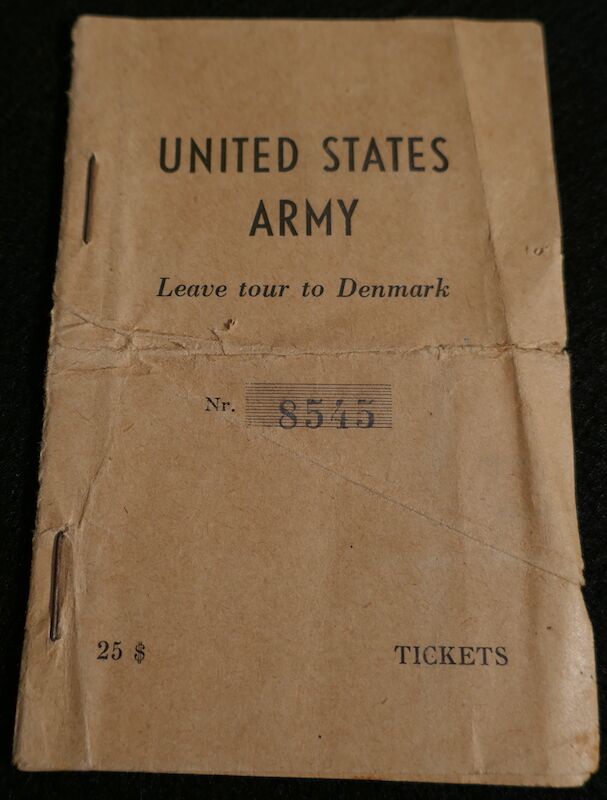 UNITED STATES
ARMY
Leave tour to Denmark
Nr. 8545
25 $
TICKETS